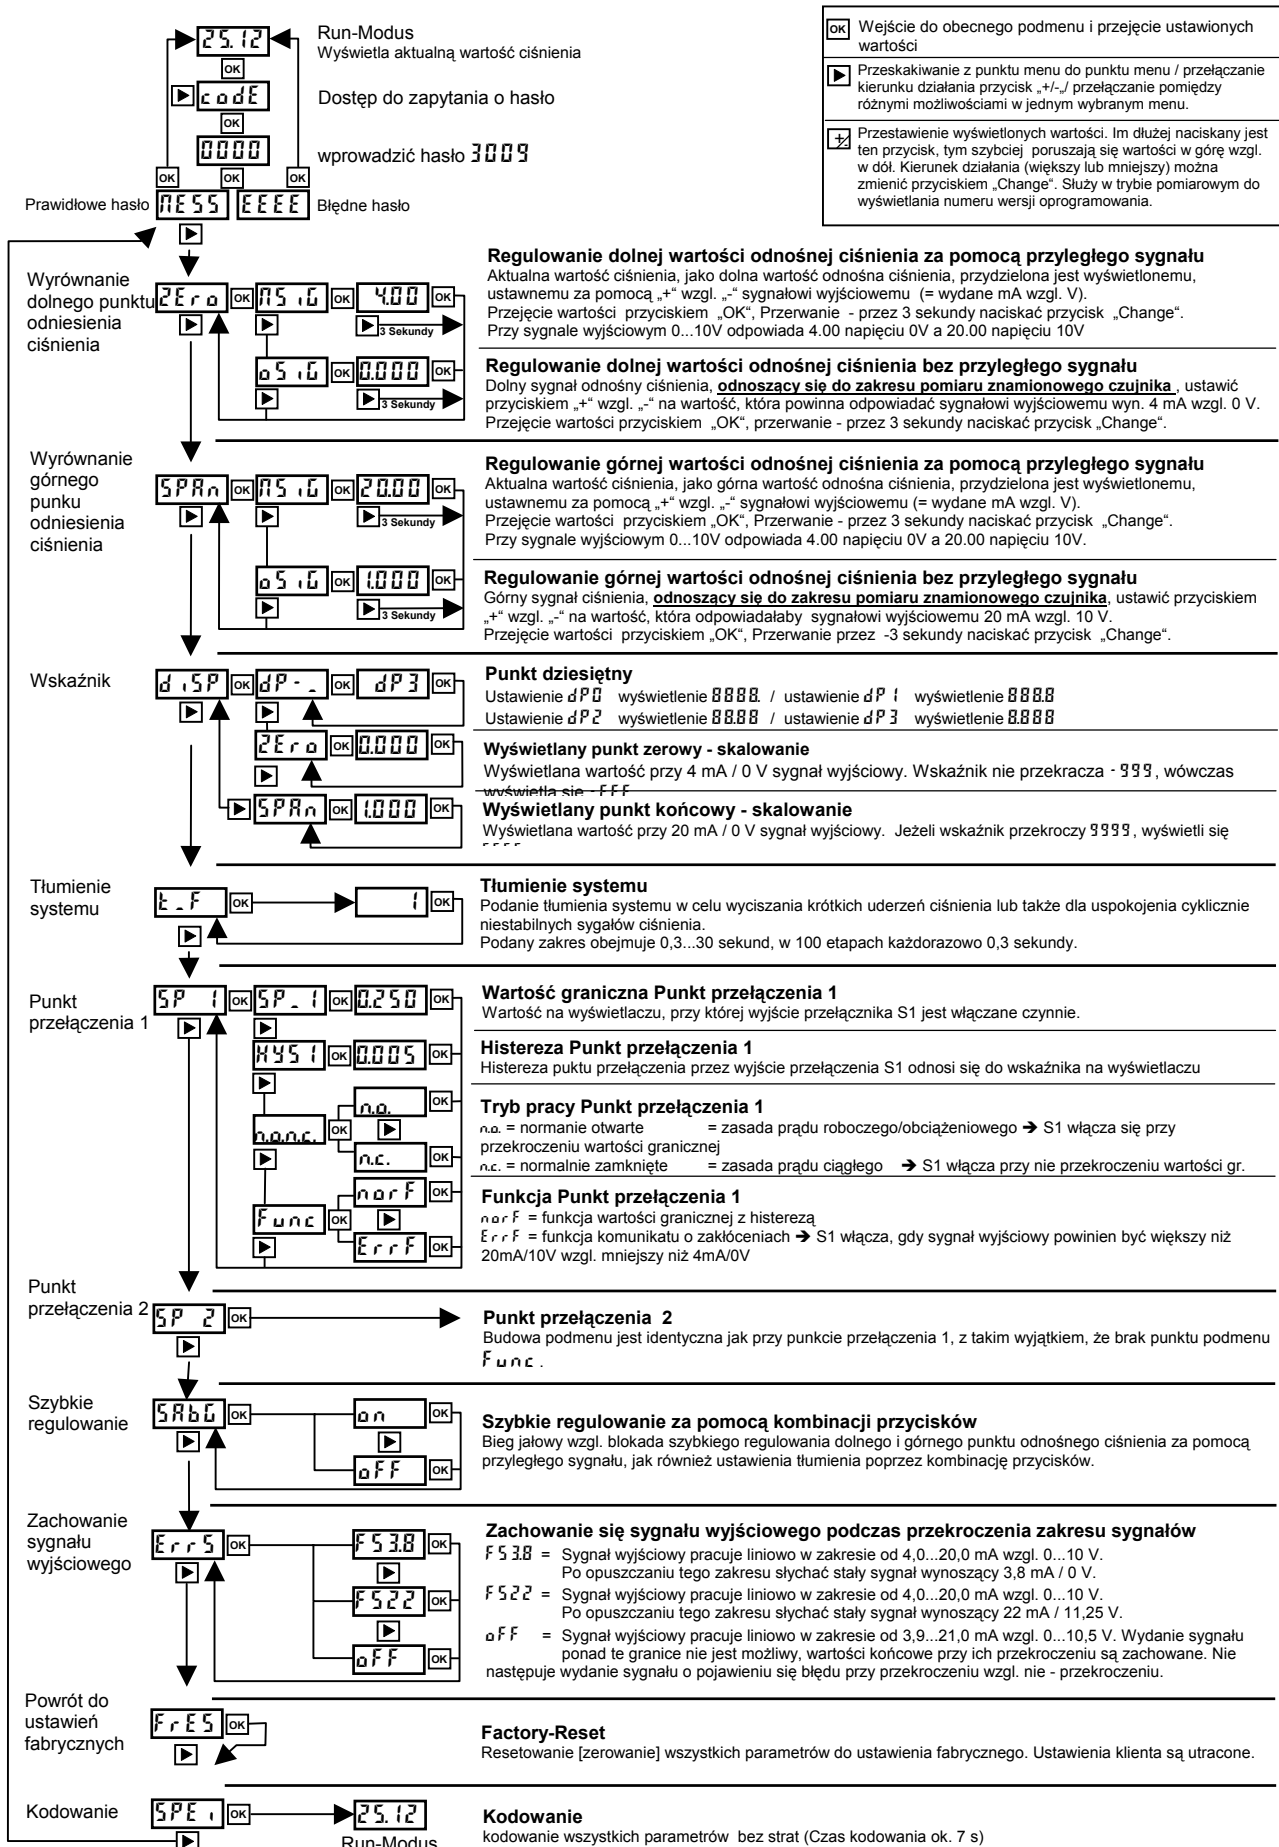 25.12
Run-Modus
Wyświetla aktualną wartość ciśnienia
OK
codE
Dostęp do zapytania o hasło
OK
0000
wprowadzić hasło 3009
OK OK OK
Prawidłowe hasło MESS EEEE Błędne hasło
OK Wejście do obecnego podmenu i przejęcie ustawionych
wartości
Przeskakiwanie z punktu menu do punktu menu / przełączanie
kierunku działania przycisk „+/-„/ przełączanie pomiędzy
różnymi możliwościami w jednym wybranym menu.
+/- Przestawienie wyświetlonych wartości. Im dłużej naciskany jest
ten przycisk, tym szybciej poruszają się wartości w górę wzgl.
w dół. Kierunek działania (większy lub mniejszy) można
zmienić przyciskiem „Change“. Służy w trybie pomiarowym do
wyświetlania numeru wersji oprogramowania.
Wyrównanie
dolnego punktu
odniesienia
ciśnienia
ZEro OK MSiG OK 4.00 OK
3 Sekundy
oSiG OK 0.000 OK
3 Sekundy
Regulowanie dolnej wartości odnośnej ciśnienia za pomocą przyległego sygnału
Aktualna wartość ciśnienia, jako dolna wartość odnośna ciśnienia, przydzielona jest wyświetlonemu,
ustawnemu za pomocą „+“ wzgl. „-“ sygnałowi wyjściowemu (= wydane mA wzgl. V).
Przejęcie wartości przyciskiem „OK“, Przerwanie - przez 3 sekundy naciskać przycisk „Change“.
Przy sygnale wyjściowym 0...10V odpowiada 4.00 napięciu 0V a 20.00 napięciu 10V
Regulowanie dolnej wartości odnośnej ciśnienia bez przyległego sygnału
Dolny sygnał odnośny ciśnienia, odnoszący się do zakresu pomiaru znamionowego czujnika , ustawić
przyciskiem „+“ wzgl. „-“ na wartość, która powinna odpowiadać sygnałowi wyjściowemu wyn. 4 mA wzgl. 0 V.
Przejęcie wartości przyciskiem „OK“, przerwanie - przez 3 sekundy naciskać przycisk „Change“.
Wyrównanie
górnego
punku
odniesienia
ciśnienia
SPAn OK MSiG OK 20.00 OK
3 Sekundy
oSiG OK 1.000 OK
3 Sekundy
Regulowanie górnej wartości odnośnej ciśnienia za pomocą przyległego sygnału
Aktualna wartość ciśnienia, jako górna wartość odnośna ciśnienia, przydzielona jest wyświetlonemu,
ustawnemu za pomocą „+“ wzgl. „-“ sygnałowi wyjściowemu (= wydane mA wzgl. V).
Przejęcie wartości przyciskiem „OK“, Przerwanie - przez 3 sekundy naciskać przycisk „Change“.
Przy sygnale wyjściowym 0...10V odpowiada 4.00 napięciu 0V a 20.00 napięciu 10V.
Regulowanie górnej wartości odnośnej ciśnienia bez przyległego sygnału
Górny sygnał ciśnienia, odnoszący się do zakresu pomiaru znamionowego czujnika, ustawić przyciskiem
„+“ wzgl. „-“ na wartość, która odpowiadałaby sygnałowi wyjściowemu 20 mA wzgl. 10 V.
Przejęcie wartości przyciskiem „OK“, Przerwanie przez -3 sekundy naciskać przycisk „Change“.
Wskaźnik
diSP OK dP-_ OK dP3 OK
ZEro OK 0.000 OK
SPAn OK 1.000 OK
Punkt dziesiętny
Ustawienie dP0 wyświetlenie 8888. / ustawienie dP1 wyświetlenie 888.8
Ustawienie dP2 wyświetlenie 88.88 / ustawienie dP3 wyświetlenie 8.888
Wyświetlany punkt zerowy - skalowanie
Wyświetlana wartość przy 4 mA / 0 V sygnał wyjściowy. Wskaźnik nie przekracza -999, wówczas
wyświetla się -FFF
Wyświetlany punkt końcowy - skalowanie
Wyświetlana wartość przy 20 mA / 0 V sygnał wyjściowy. Jeżeli wskaźnik przekroczy 9999, wyświetli się
Tłumienie
systemu
t_F OK 1 OK
Tłumienie systemu
Podanie tłumienia systemu w celu wyciszania krótkich uderzeń ciśnienia lub także dla uspokojenia cyklicznie
niestabilnych sygałów ciśnienia.
Podany zakres obejmuje 0,3...30 sekund, w 100 etapach każdorazowo 0,3 sekundy.
Punkt
przełączenia 1
SP 1 OK SP_1 OK 0.250 OK
HYS1 OK 0.005 OK
n.o.n.c. OK n.o. OK
n.c. OK
Func OK norF OK
ErrF OK
Wartość graniczna Punkt przełączenia 1
Wartość na wyświetlaczu, przy której wyjście przełącznika S1 jest włączane czynnie.
Histereza Punkt przełączenia 1
Histereza puktu przełączenia przez wyjście przełączenia S1 odnosi się do wskaźnika na wyświetlaczu
Tryb pracy Punkt przełączenia 1
n.o. = normanie otwarte = zasada prądu roboczego/obciążeniowego ➔ S1 włącza się przy
przekroczeniu wartości granicznej
n.c. = normalnie zamknięte = zasada prądu ciągłego ➔ S1 włącza przy nie przekroczeniu wartości gr.
Funkcja Punkt przełączenia 1
norF = funkcja wartości granicznej z histerezą
ErrF = funkcja komunikatu o zakłóceniach ➔ S1 włącza, gdy sygnał wyjściowy powinien być większy niż
20mA/10V wzgl. mniejszy niż 4mA/0V
Punkt
przełączenia 2
SP 2 OK
Punkt przełączenia 2
Budowa podmenu jest identyczna jak przy punkcie przełączenia 1, z takim wyjątkiem, że brak punktu podmenu
Func .
Szybkie
regulowanie
SAbG OK on OK
oFF OK
Szybkie regulowanie za pomocą kombinacji przycisków
Bieg jałowy wzgl. blokada szybkiego regulowania dolnego i górnego punktu odnośnego ciśnienia za pomocą
przyległego sygnału, jak również ustawienia tłumienia poprzez kombinację przycisków.
Zachowanie
sygnału
wyjściowego
ErrS OK FS3.8 OK
FS22 OK
oFF OK
Zachowanie się sygnału wyjściowego podczas przekroczenia zakresu sygnałów
FS3.8 = Sygnał wyjściowy pracuje liniowo w zakresie od 4,0...20,0 mA wzgl. 0...10 V.
Po opuszczaniu tego zakresu słychać stały sygnał wynoszący 3,8 mA / 0 V.
FS22 = Sygnał wyjściowy pracuje liniowo w zakresie od 4,0...20,0 mA wzgl. 0...10 V.
Po opuszczaniu tego zakresu słychać stały sygnał wynoszący 22 mA / 11,25 V.
oFF = Sygnał wyjściowy pracuje liniowo w zakresie od 3,9...21,0 mA wzgl. 0...10,5 V. Wydanie sygnału
ponad te granice nie jest możliwy, wartości końcowe przy ich przekroczeniu są zachowane. Nie
następuje wydanie sygnału o pojawieniu się błędu przy przekroczeniu wzgl. nie - przekroczeniu.
Powrót do
ustawień
fabrycznych
FrES OK
Factory-Reset
Resetowanie [zerowanie] wszystkich parametrów do ustawienia fabrycznego. Ustawienia klienta są utracone.
Kodowanie
SPEi OK 25.12
Run-Modus
Kodowanie
kodowanie wszystkich parametrów bez strat (Czas kodowania ok. 7 s)